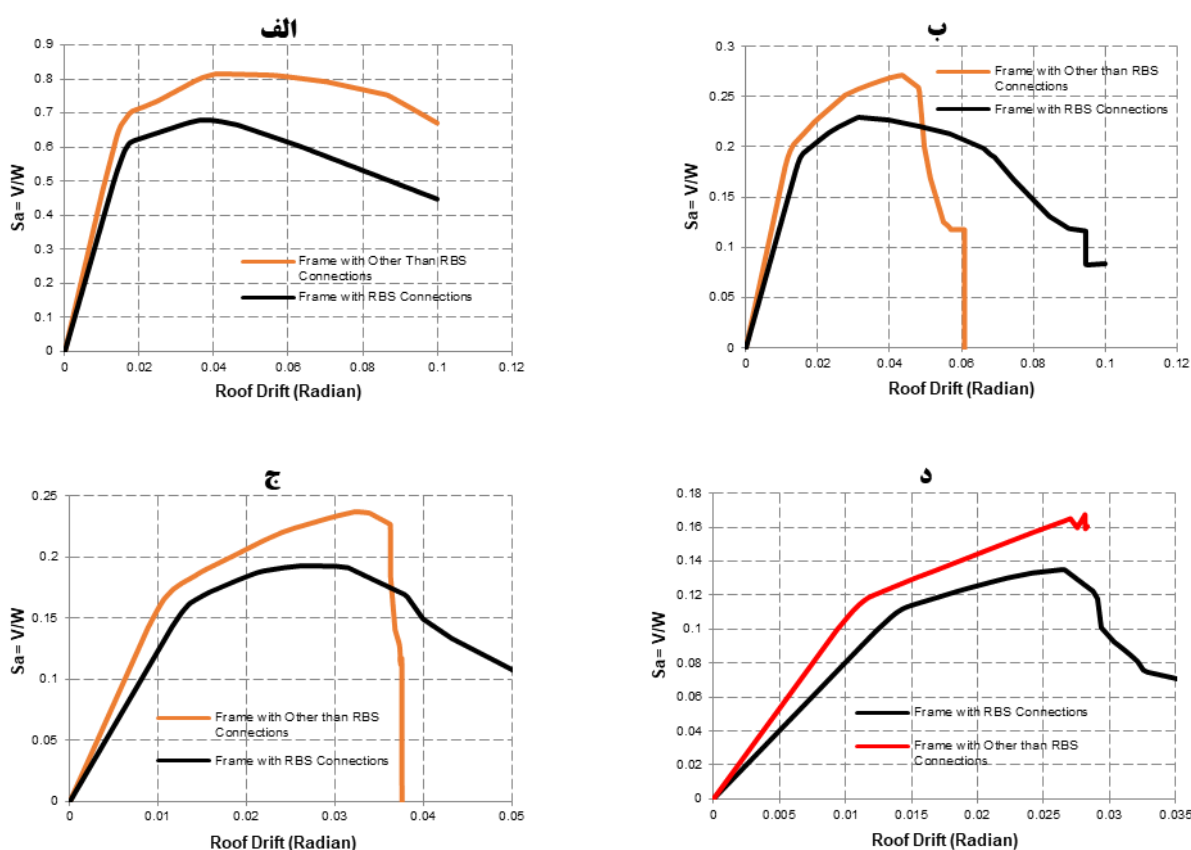 الف
0.9
0.8
0.7
0.6
0.5
0.4
0.3
0.2
0.1
0
Sa= V/W
Frame with Other Than RBS
Connections
Frame with RBS Connections
0 0.02 0.04 0.06 0.08 0.1 0.12
Roof Drift (Radian)
ب
0.3
0.25
0.2
0.15
0.1
0.05
0
Sa= V/W
Frame with Other than RBS
Connections
Frame with RBS Connections
0 0.02 0.04 0.06 0.08 0.1 0.12
Roof Drift (Radian)
ج
0.25
0.2
0.15
0.1
0.05
0
Sa= V/W
Frame with Other than RBS
Connections
Frame with RBS Connections
0 0.01 0.02 0.03 0.04 0.05
Roof Drift (Radian)
د
0.18
0.16
0.14
0.12
0.1
0.08
0.06
0.04
0.02
0
Sa= V/W
Frame with RBS Connections
Frame with Other than RBS
Connections
0 0.005 0.01 0.015 0.02 0.025 0.03 0.035
Roof Drift (Radian)